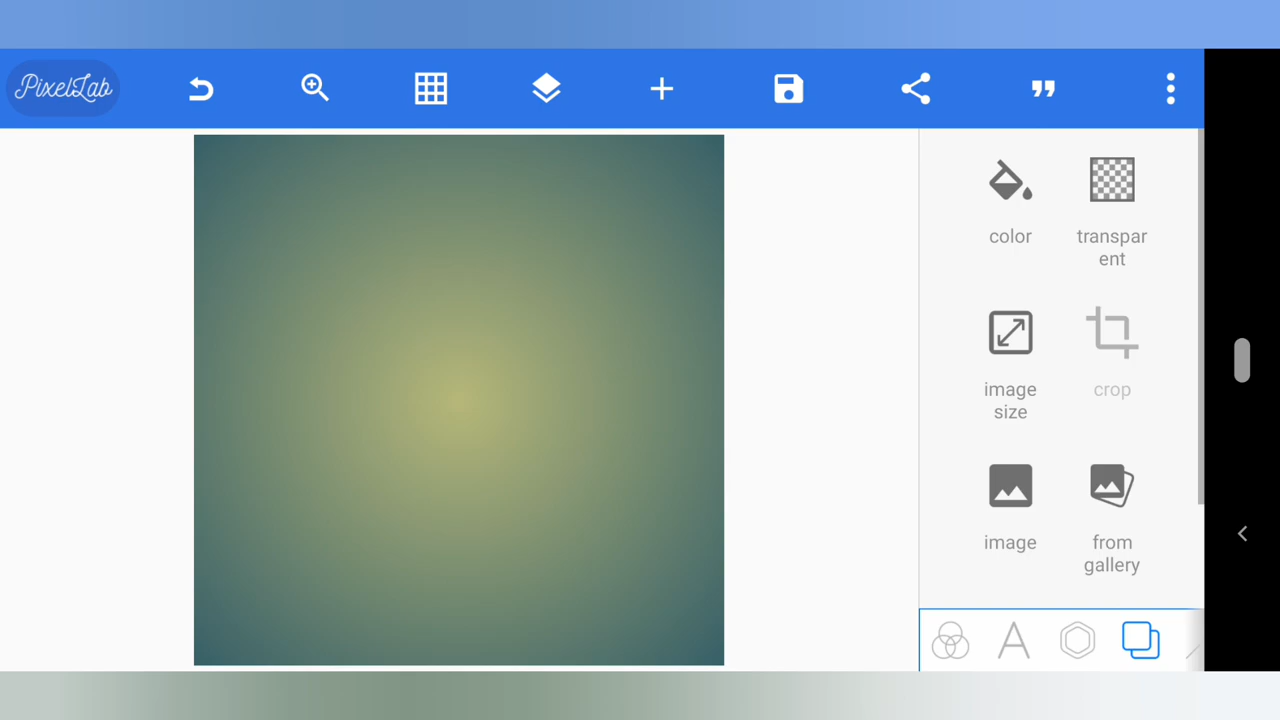 PixelLab
color
transpar
ent
image
size
crop
image
from
gallery